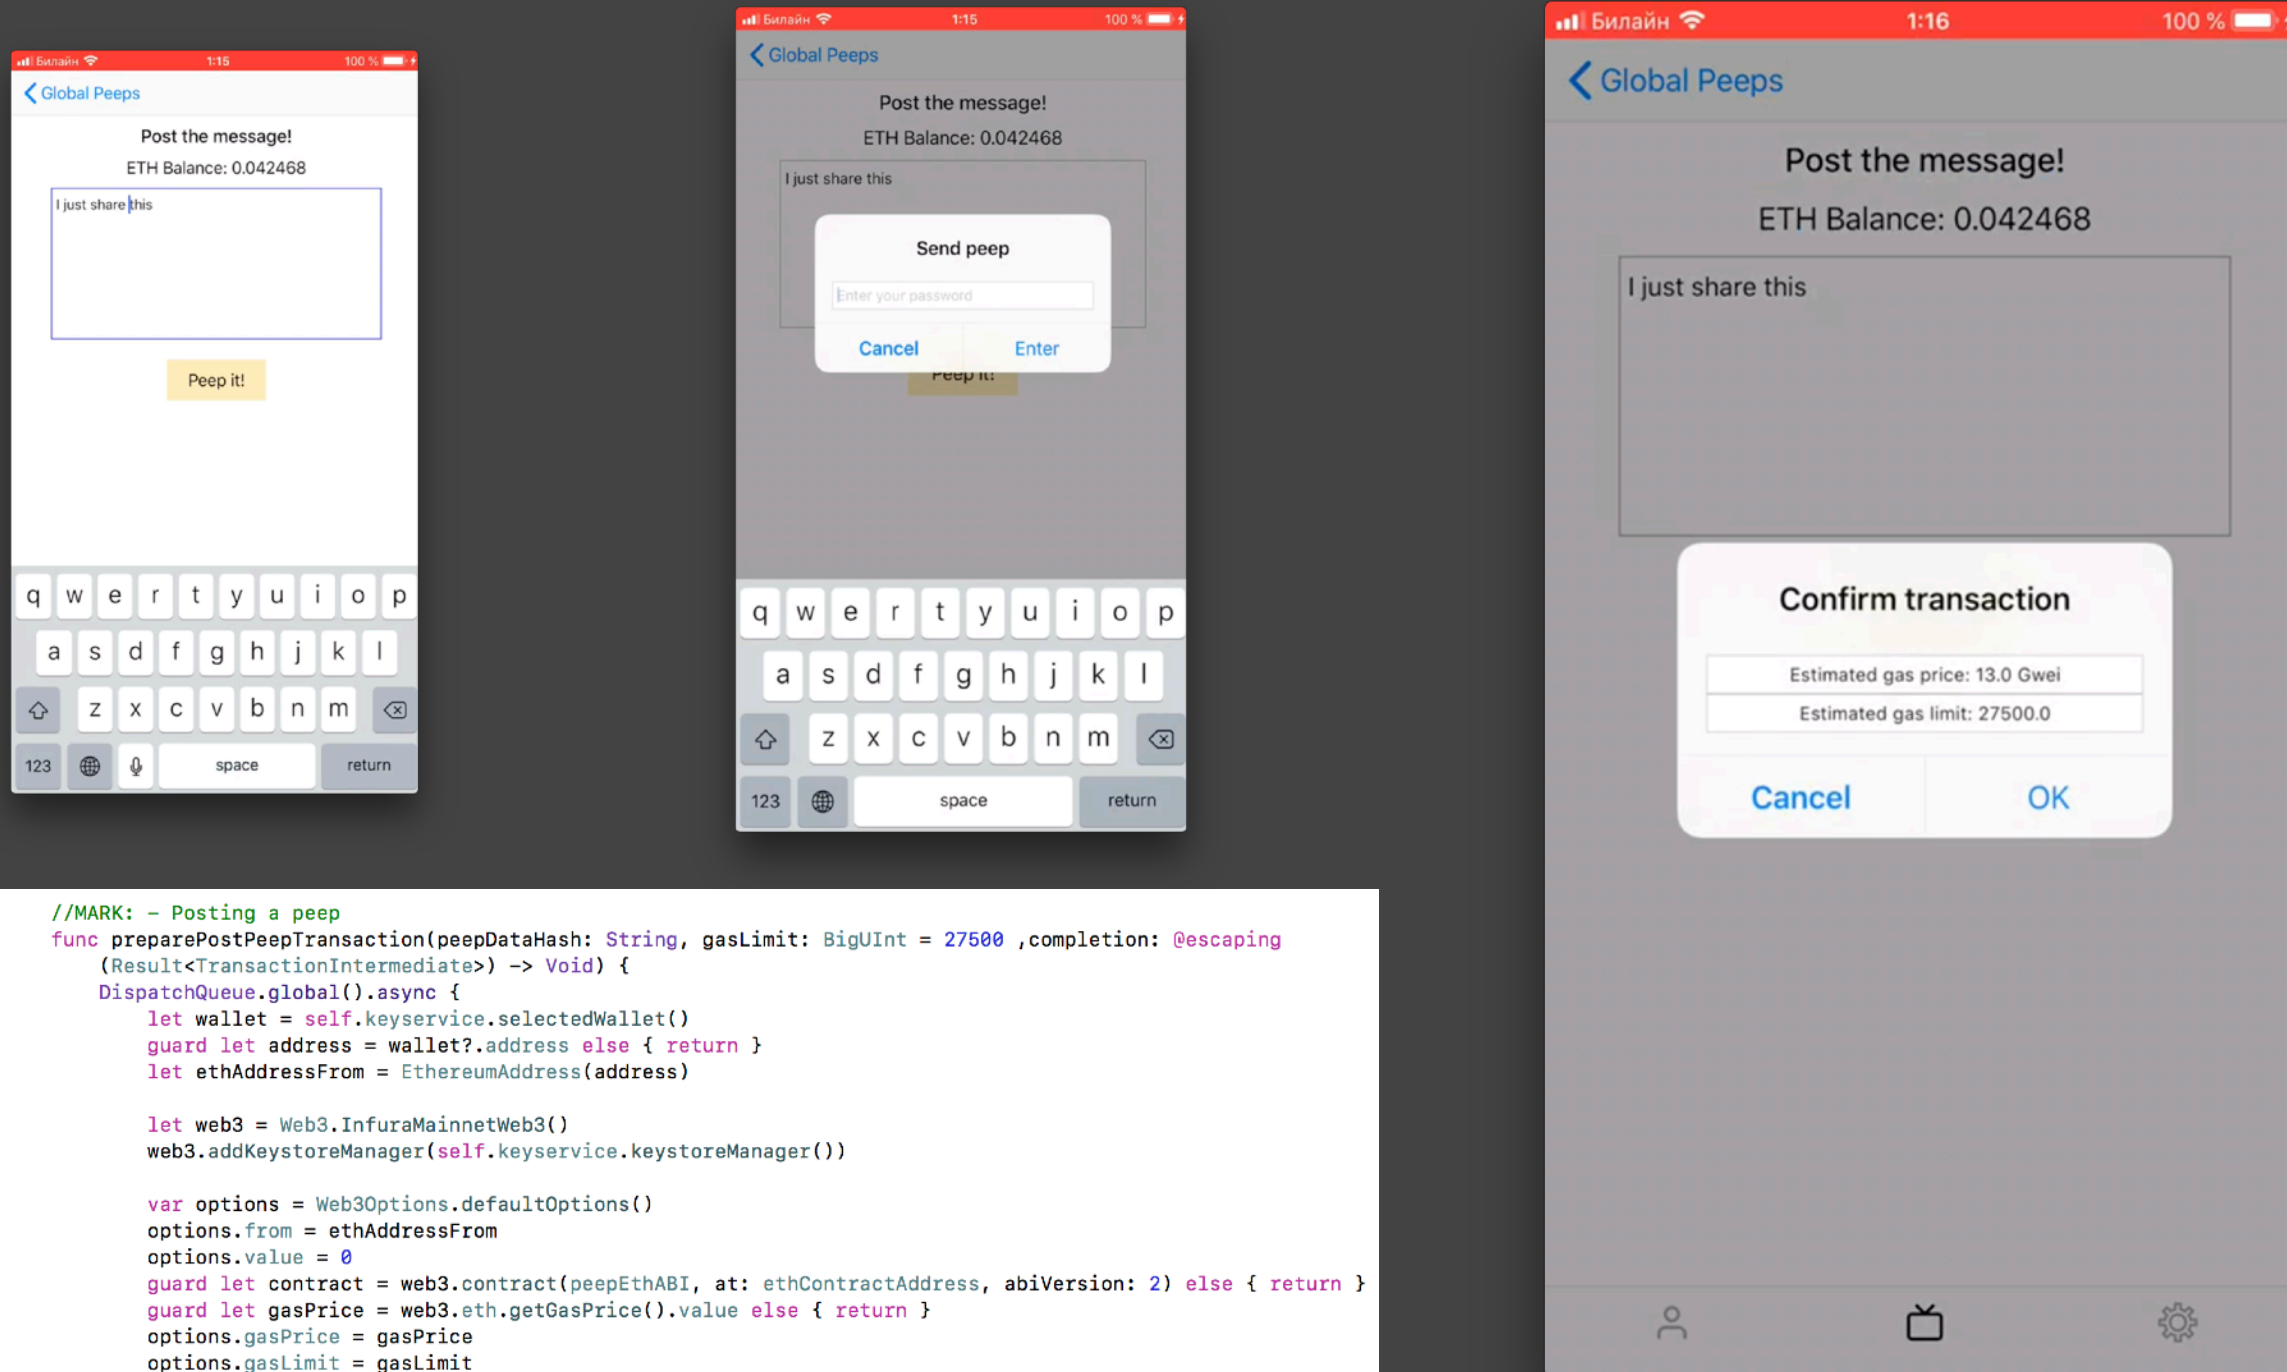 Билайн 1:15 100 %
Global Peeps
Post the message!
ETH Balance: 0.042468
I just share this
Peep it!
q w e r t y u i o p
a s d f g h j k l
z x c v b n m
123 space return
Билайн 1:15 100 %
Global Peeps
Post the message!
ETH Balance: 0.042468
I just share this
Send peep
Enter your password
Cancel Enter
Peep it!
q w e r t y u i o p
a s d f g h j k l
z x c v b n m
123 space return
Билайн 1:16 100 %
Global Peeps
Post the message!
ETH Balance: 0.042468
I just share this
Confirm transaction
Estimated gas price: 13.0 Gwei
Estimated gas limit: 27500.0
Cancel OK
//MARK: - Posting a peep
func preparePostPeepTransaction(peepDataHash: String, gasLimit: BigUInt = 27500 ,completion: @escaping
(Result<TransactionIntermediate>) -> Void) {
DispatchQueue.global().async {
let wallet = self.keyservice.selectedWallet()
guard let address = wallet?.address else { return }
let ethAddressFrom = EthereumAddress(address)
let web3 = Web3.InfuraMainnetWeb3()
web3.addKeystoreManager(self.keyservice.keystoreManager())
var options = Web3Options.defaultOptions()
options.from = ethAddressFrom
options.value = 0
guard let contract = web3.contract(peepEthABI, at: ethContractAddress, abiVersion: 2) else { return }
guard let gasPrice = web3.eth.getGasPrice().value else { return }
options.gasPrice = gasPrice
options.gasLimit = gasLimit